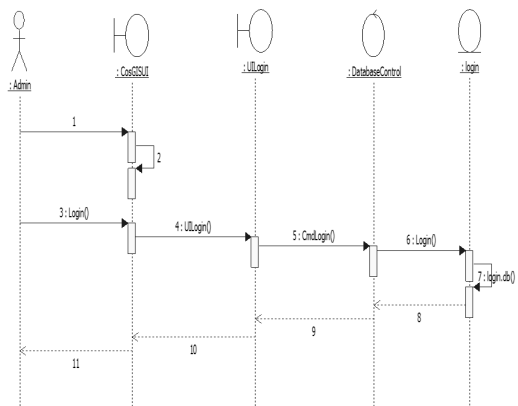 : Admin
: CosGISUI
: UILogin
: DatabaseControl
: login
1
2
3 : Login()
4 : UILogin()
5 : CmdLogin()
6 : Login()
7 : login.db()
8
9
10
11